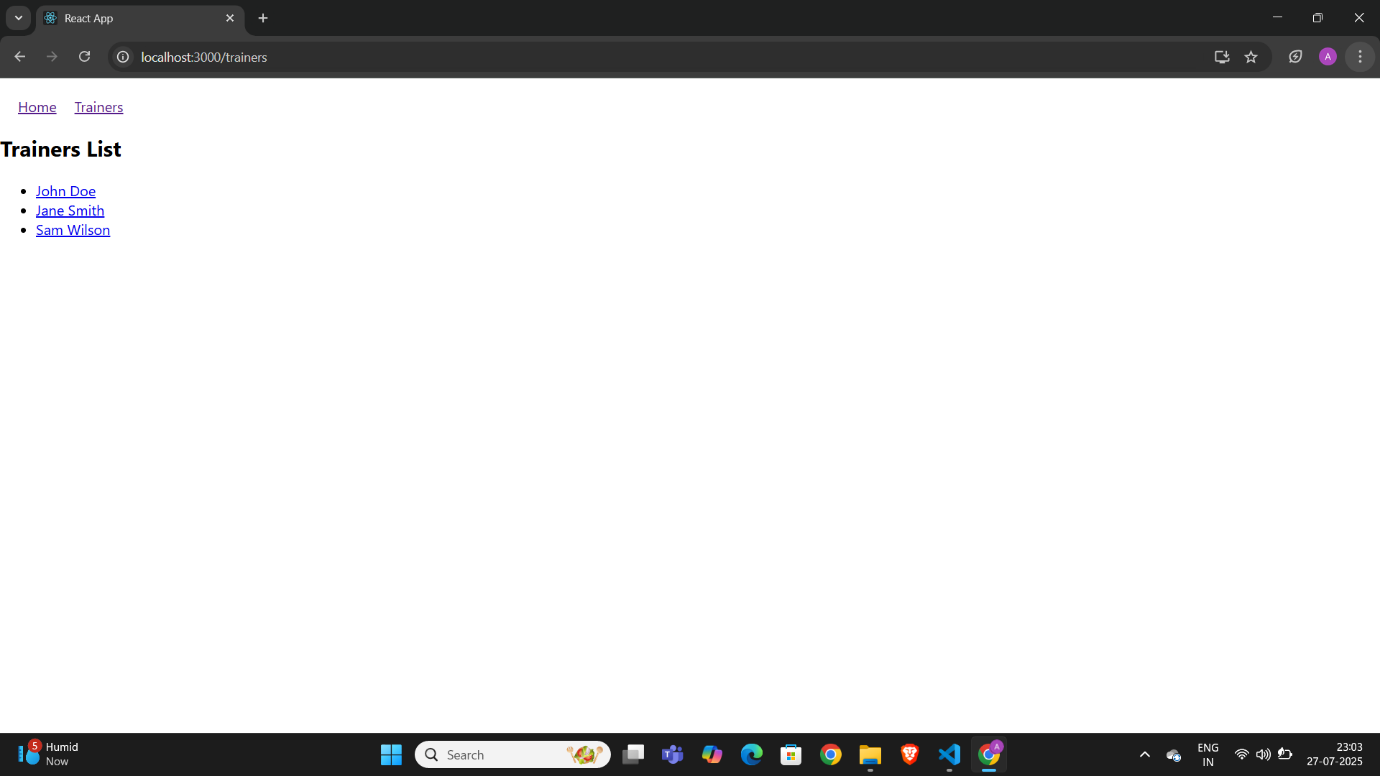 React App
localhost:3000/trainers
A
Home Trainers
Trainers List
John Doe
Jane Smith
Sam Wilson
5
Humid
Now
Search
A
ENG
IN
23:03
27-07-2025